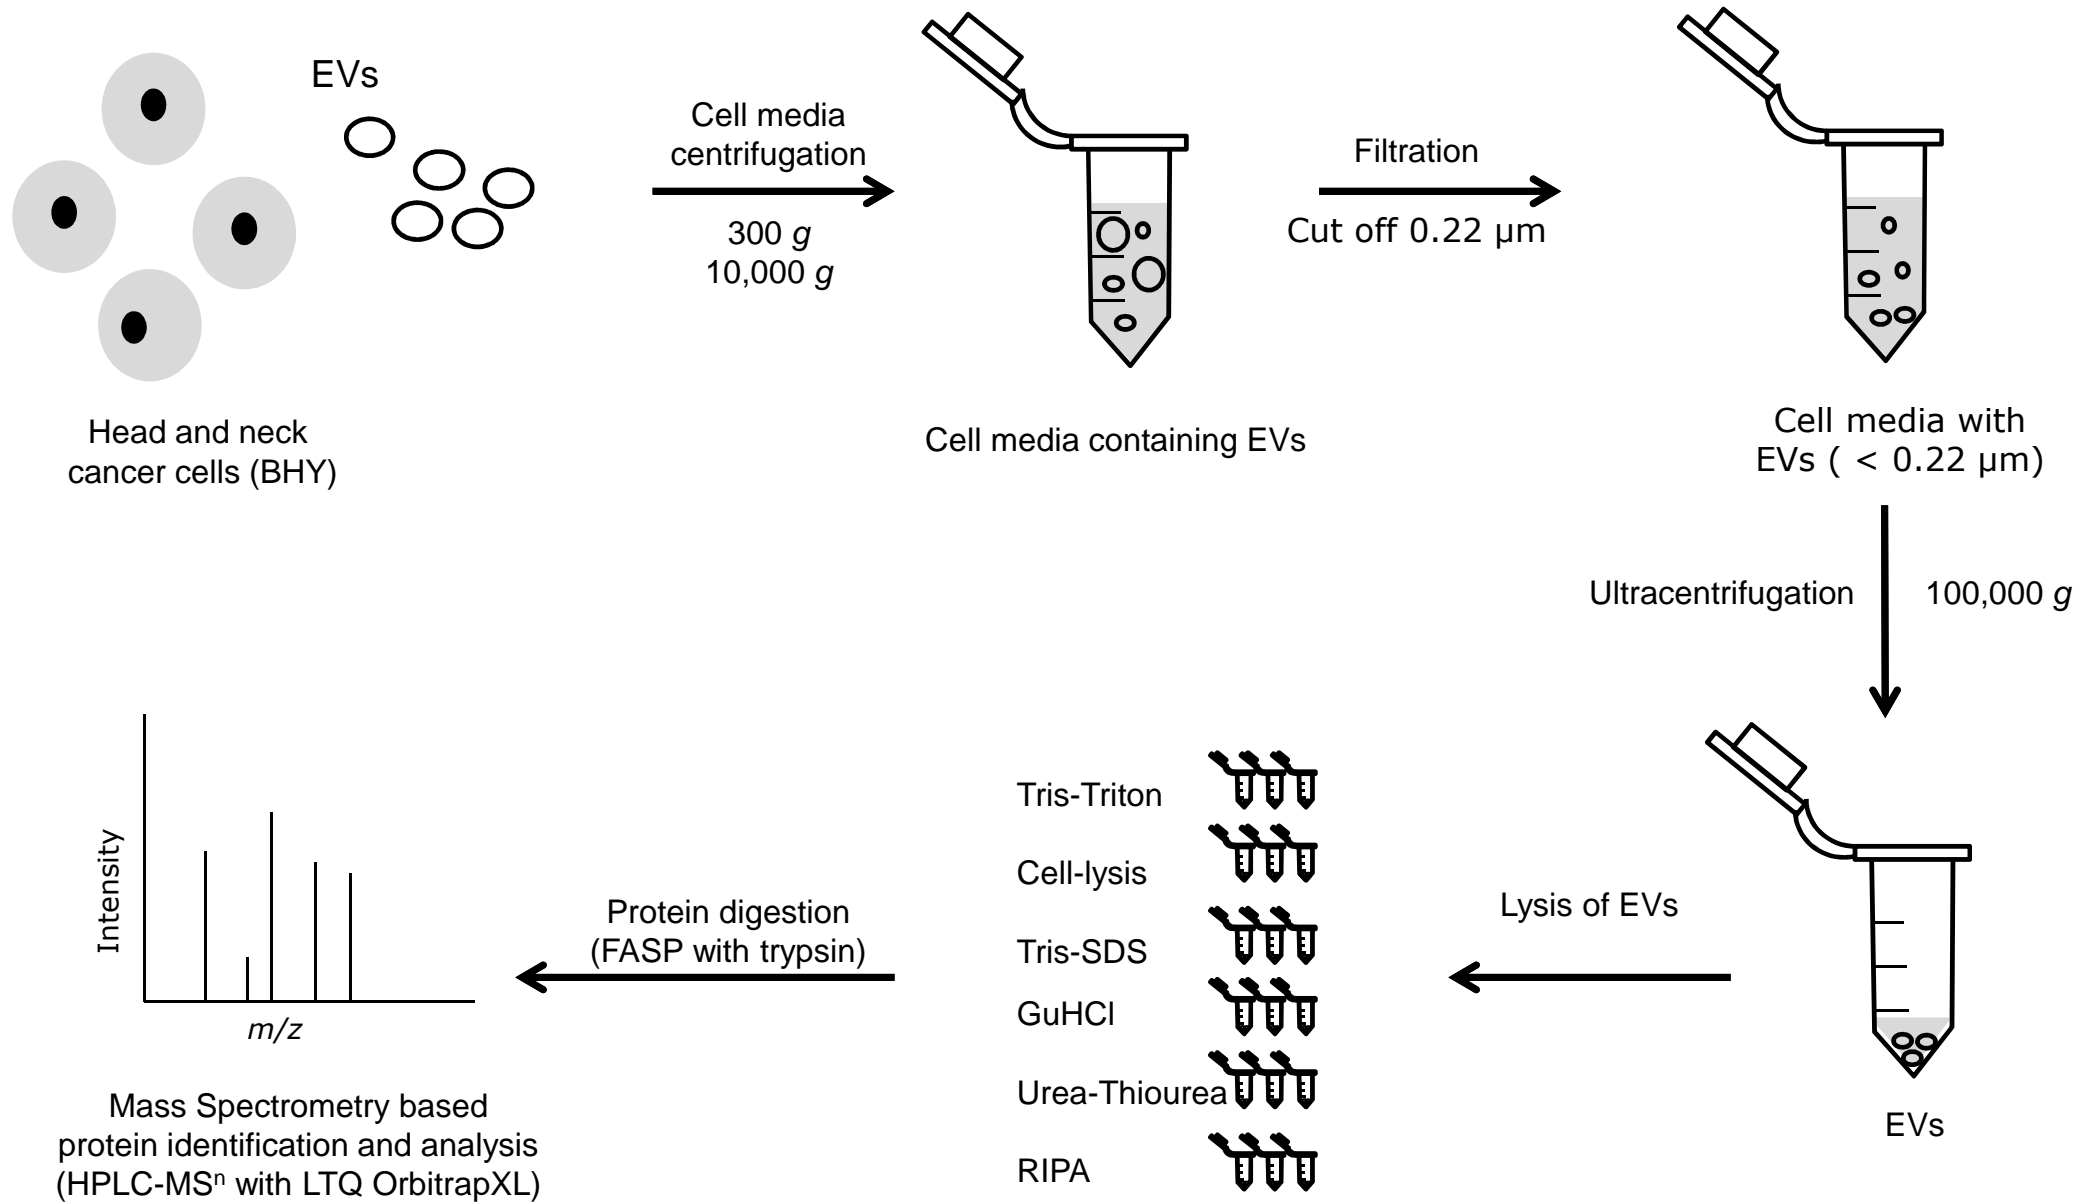 EVs
Cell media
centrifugation
300 g
10,000 g
Filtration
Cut off 0.22 µm
Head and neck
cancer cells (BHY)
Cell media containing EVs
Cell media with
EVs ( < 0.22 µm)
Ultracentrifugation
100,000 g
EVs
Lysis of EVs
Tris-Triton
Cell-lysis
Tris-SDS
GuHCl
Urea-Thiourea
RIPA
Protein digestion
(FASP with trypsin)
Intensity
m/z
Mass Spectrometry based
protein identification and analysis
(HPLC-MSⁿ with LTQ OrbitrapXL)